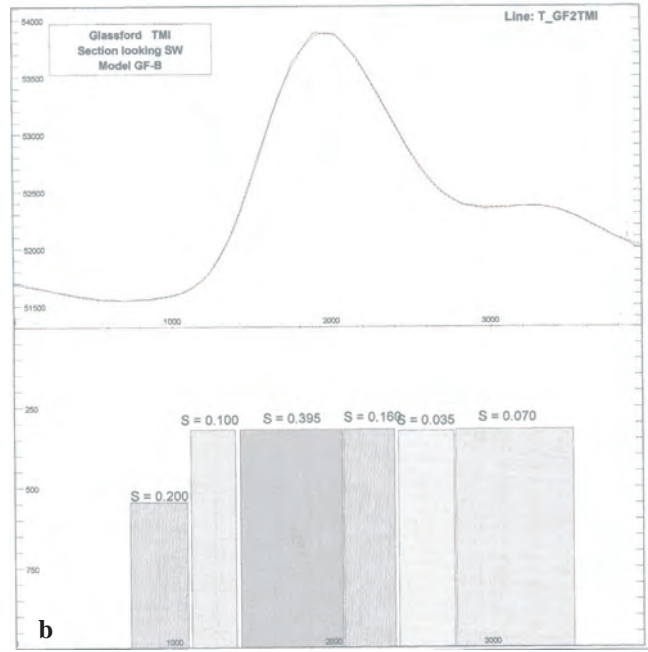 54000
Glassford TMI
Section looking SW
Model GF-B
Line: T_GF2TMI
53500
53000
52500
52000
51500
1000
2000
3000
250
S = 0.100
S = 0.395
S = 0.160
S = 0.035
S = 0.070
500
S = 0.200
750
b
1000
2000
3000